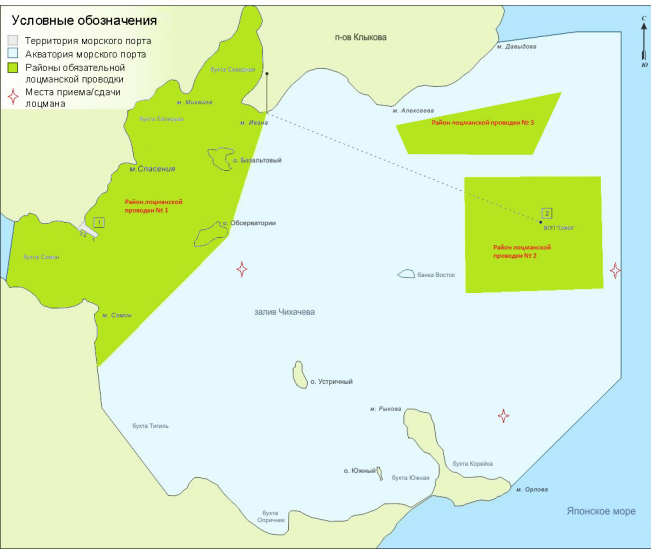 Условные обозначения
Территория морского порта
Акватория морского порта
Районы обязательной
лоцманской проводки
Места приема/сдачи
лоцмана
п-ов Клыкова
м. Давыдова
С
Ю
бухта Северная
м. Михаила
м. Иеана
м. Алексеева
Район лоцманской проводки № 3
о. Базальтовый
м. Спасения
Район лоцманской
проводки № 1
1
о. Обсерватории
2
ВОП "Сокол"
Район лоцманской
проводки № 2
бухта Сомон
банка Восток
м. Сомон
залив Чихачева
о. Устричный
м. Рыкова
бухта Тигиль
о. Южный
бухта Южная
бухта Корейка
м. Орлова
бухта
Опричник
Японское море